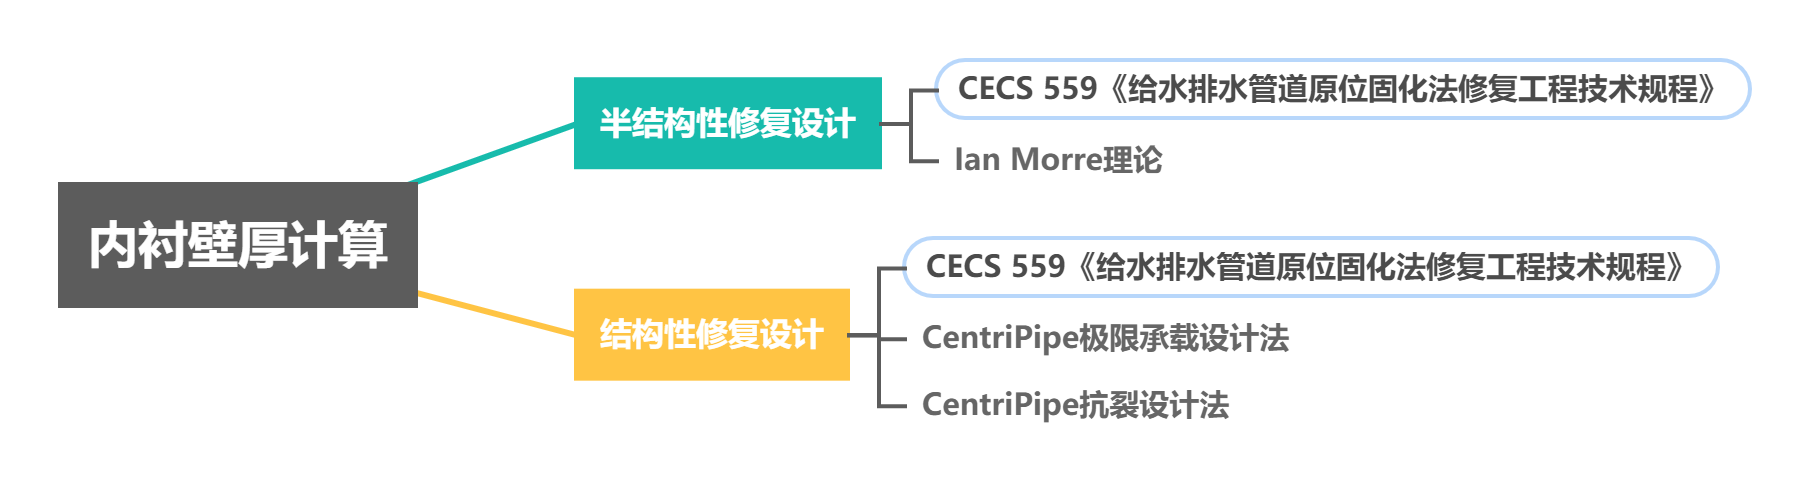 内衬壁厚计算
半结构性修复设计
CECS 559《给水排水管道原位固化法修复工程技术规程》
Ian Morre理论
结构性修复设计
CECS 559《给水排水管道原位固化法修复工程技术规程》
CentriPipe极限承载设计法
CentriPipe抗裂设计法